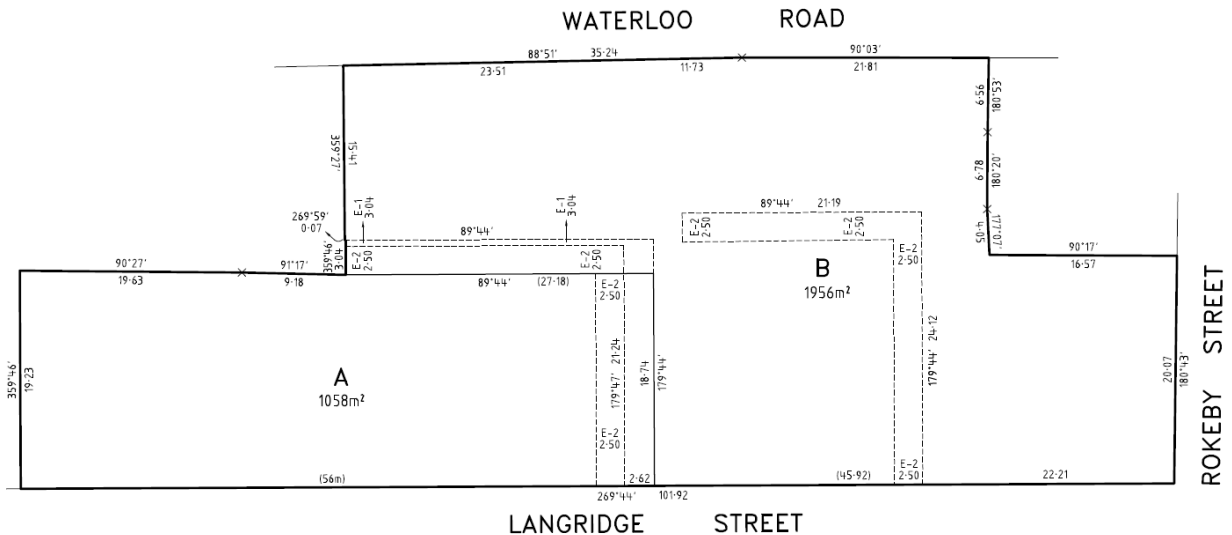 WATERLOO ROAD
88°51' 35·24
90°03'
23·51
11·73
21·81
6·56
180°53'
359°27'
15·41
6·78
180°20'
E-1
3·04
E-1
3·04
269°59'
0·07
89°44'
89°44' 21·19
E-2
2·50
E-2
2·50
4·05
177°07'
359°46'
3·04
E-2
2·50
E-2
2·50
E-2
2·50
90°27'
91°17'
90°17'
19·63
9·18
89°44' (27·18)
16·57
B
1956m²
E-2
2·50
359°46'
19·23
A
1058m²
179°47' 21·24
18·74
179°44'
179°44' 24·12
20·07
180°43'
ROKEBY STREET
E-2
2·50
E-2
2·50
(56m)
2·62
(45·92)
22·21
269°44' 101·92
LANGRIDGE STREET